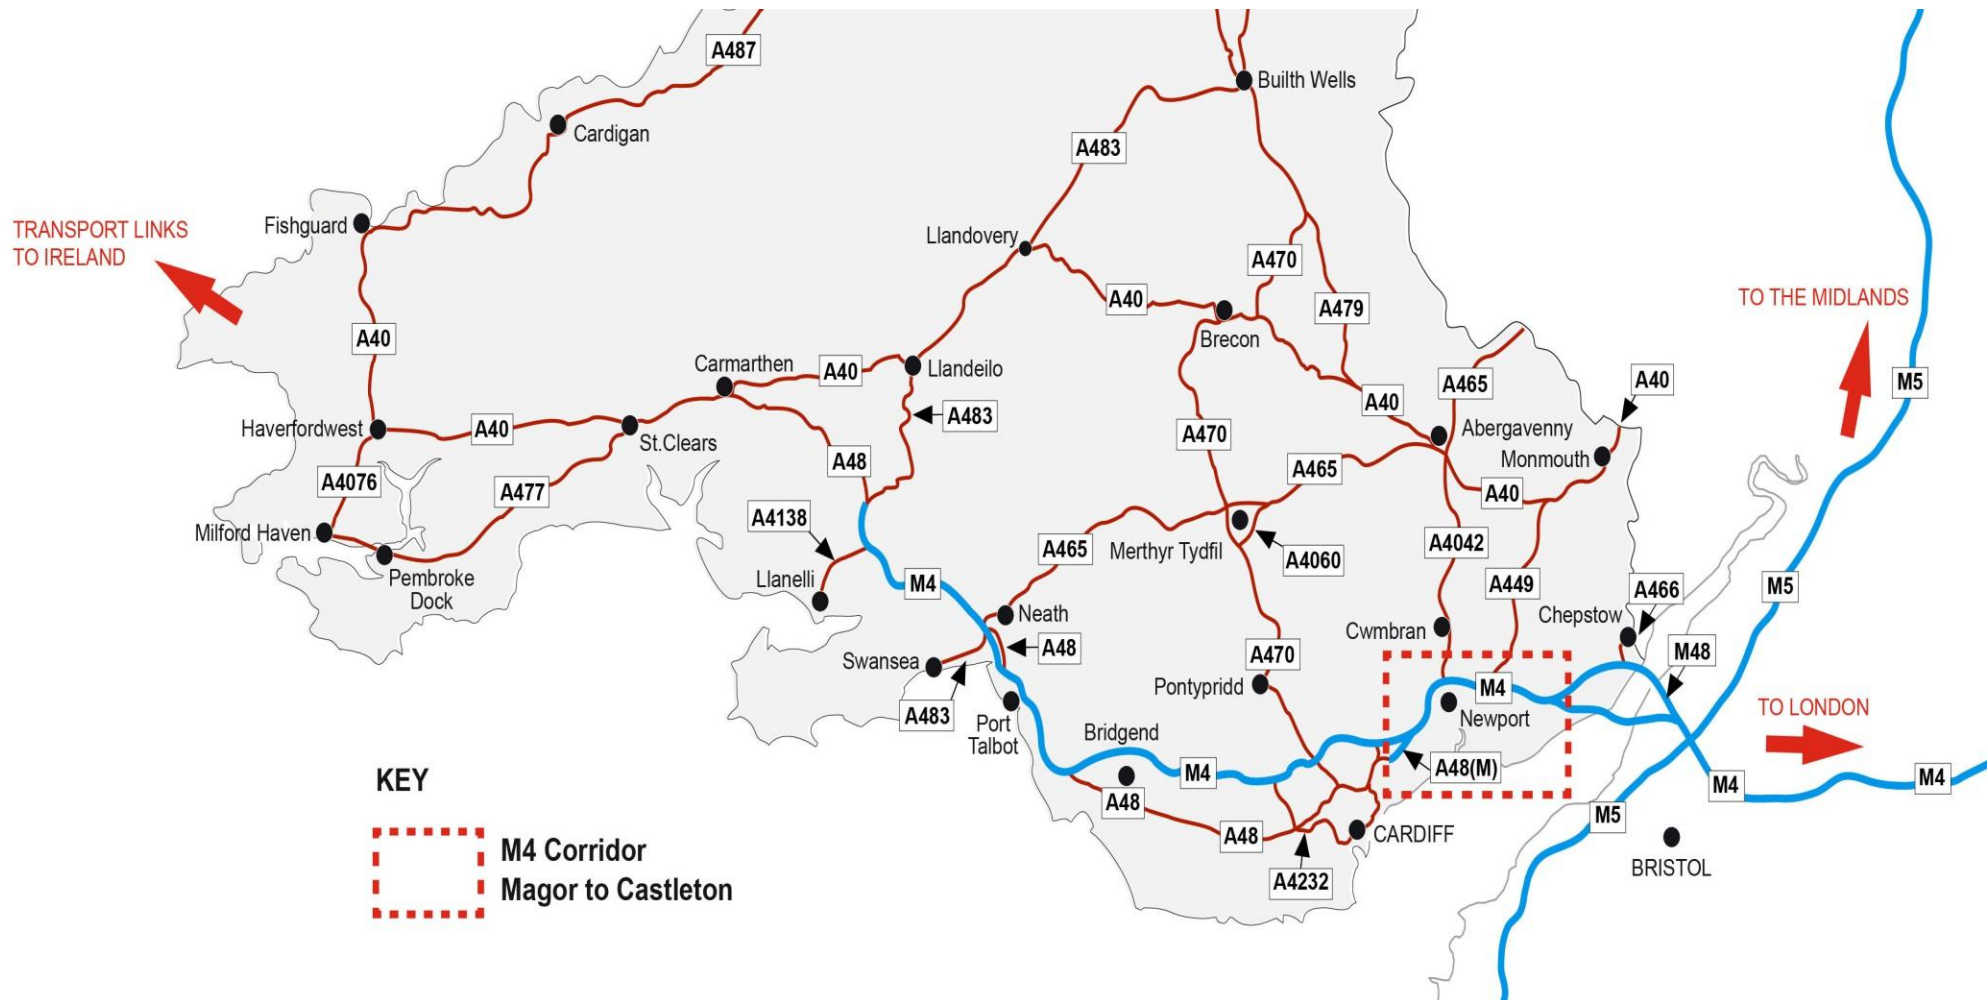 A487
Builth Wells
Cardigan
A483
TRANSPORT LINKS
TO IRELAND
Fishguard
Llandovery
A470
A40
A479
TO THE MIDLANDS
A40
Brecon
Carmarthen
A40
Llandeilo
A465
A40
M5
A40
A483
Haverfordwest
A40
St.Clears
A470
Abergavenny
Monmouth
A48
A465
A4076
A477
A40
A4138
Milford Haven
A465
Merthyr Tydfil
A4060
A4042
Pembroke
Dock
Llanelli
M4
A449
M5
A466
Neath
Chepstow
Cwmbran
A48
M48
Swansea
A470
Pontypridd
M4
A483
Port
Talbot
Newport
TO LONDON
Bridgend
M4
A48(M)
M4
M4
KEY
A48
M5
A48
CARDIFF
M4 Corridor
Magor to Castleton
A4232
BRISTOL